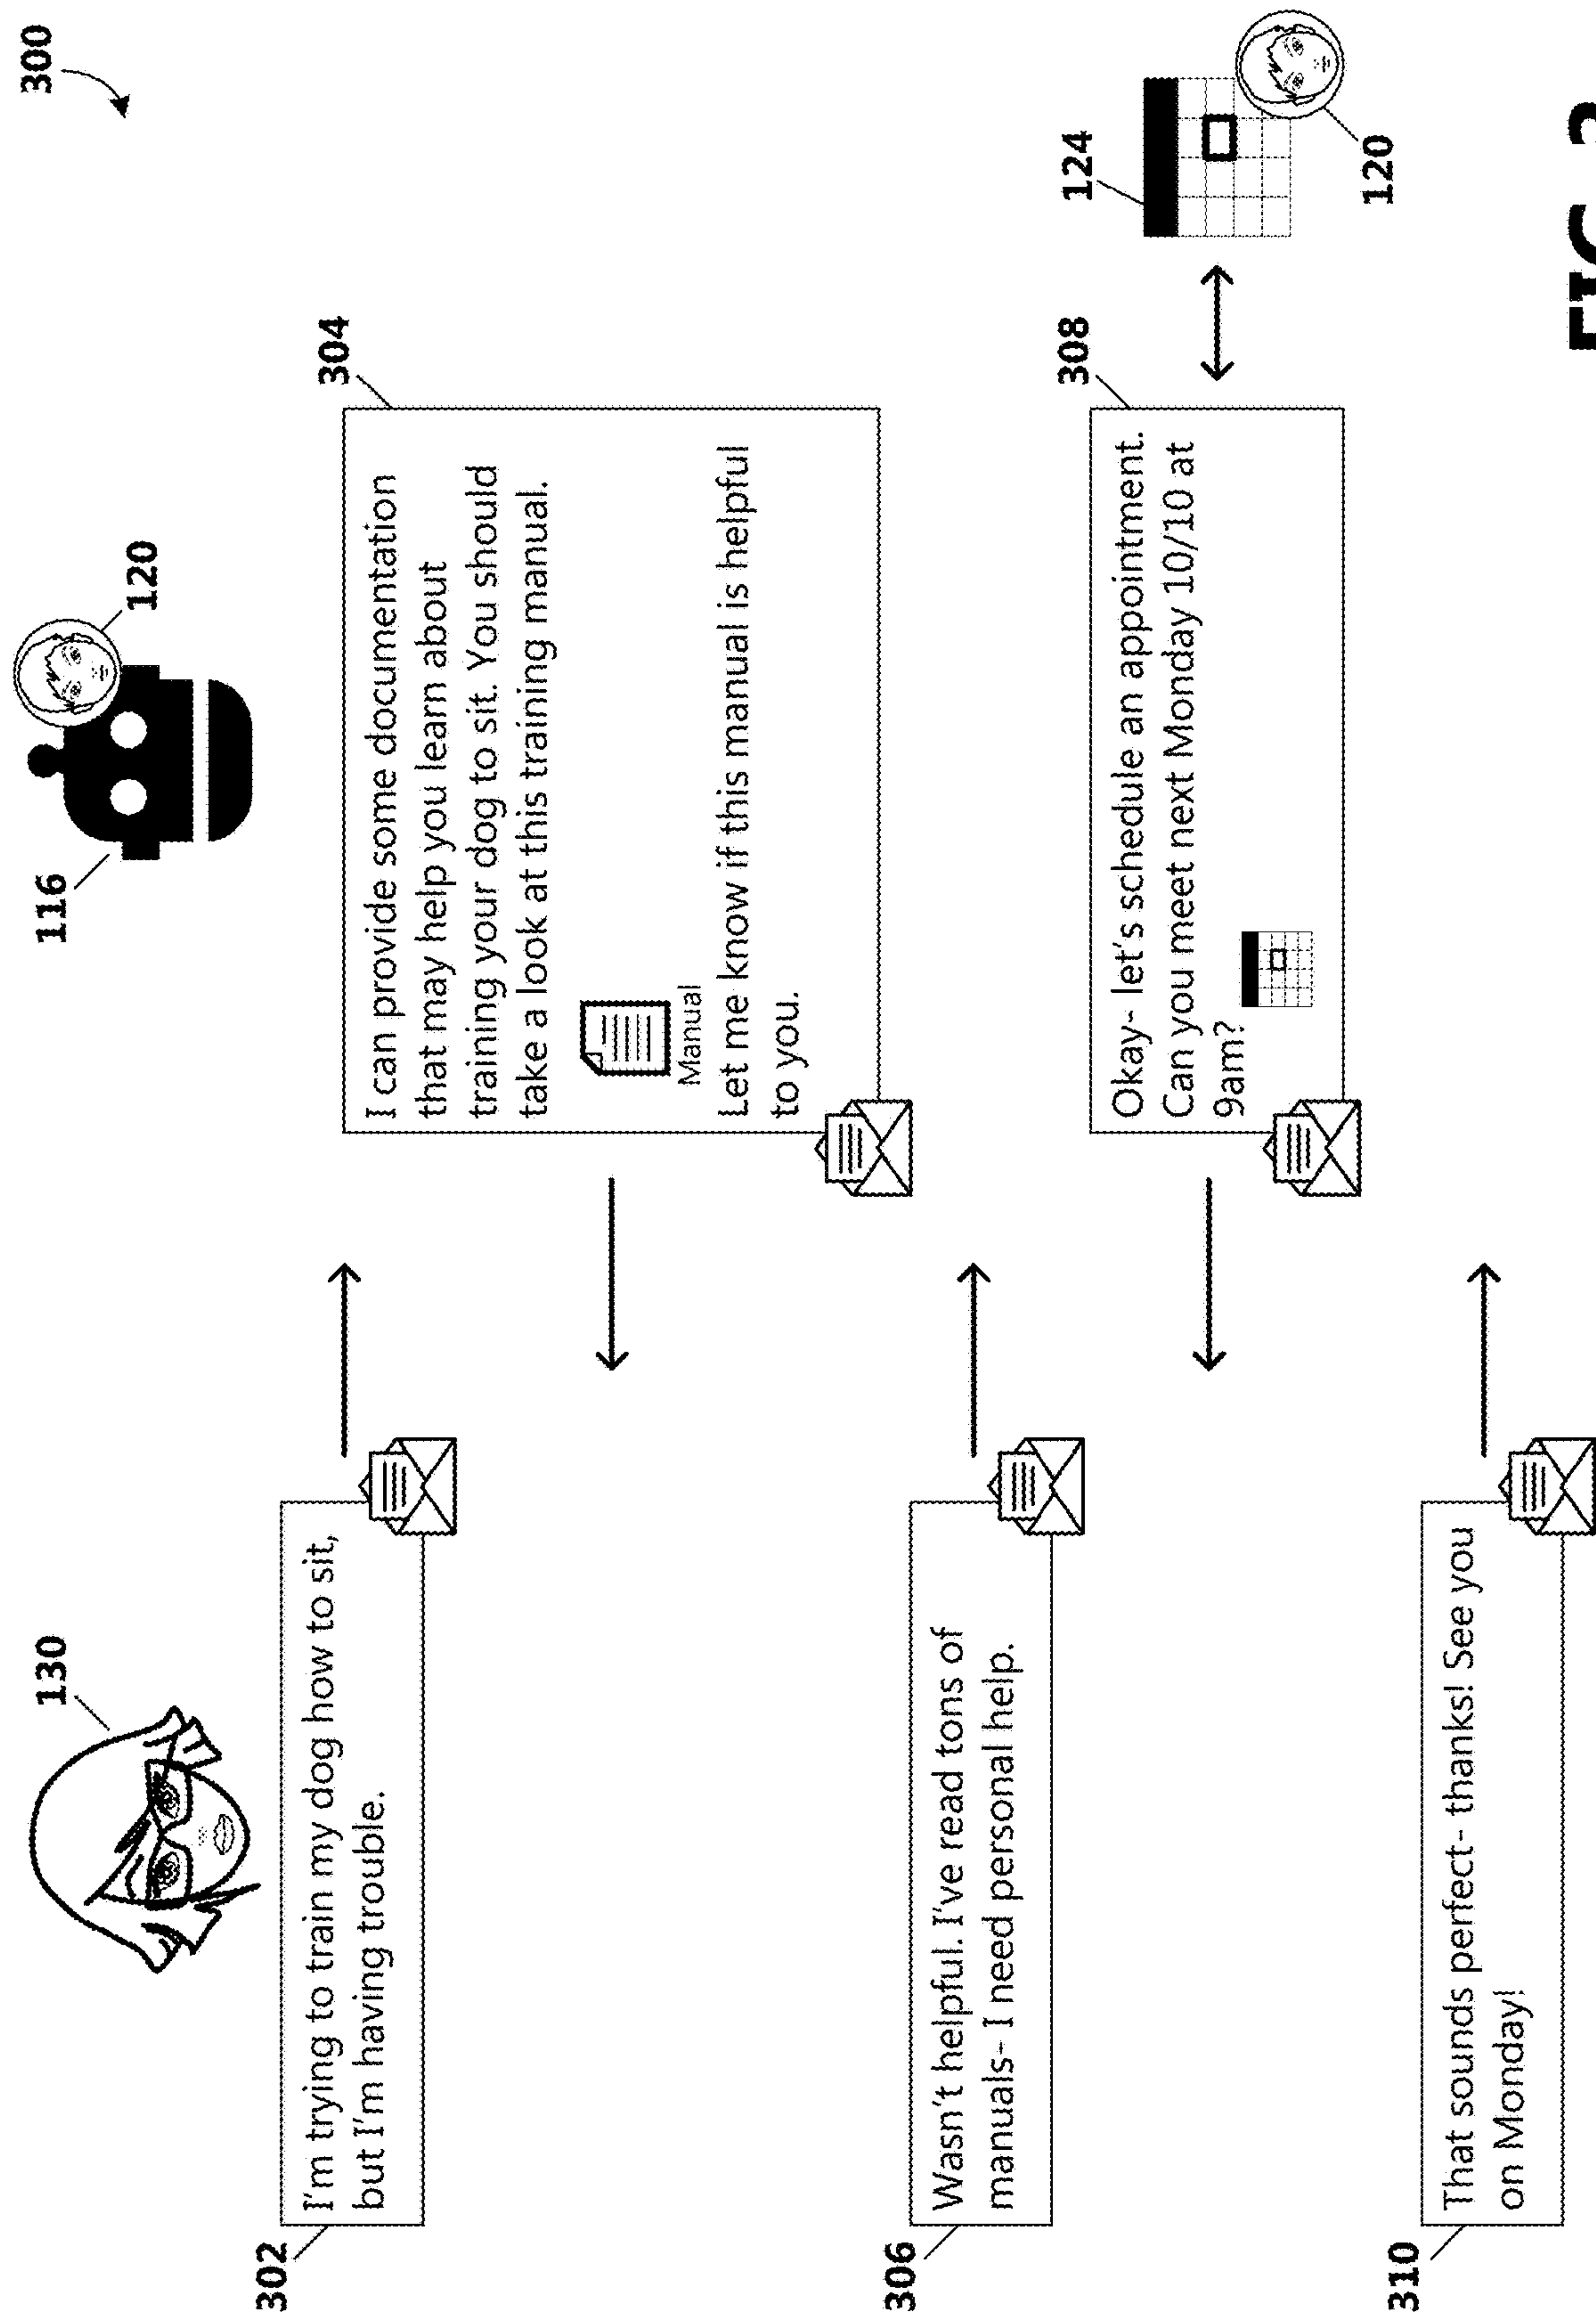 300
130
116
120
302
I'm trying to train my dog how to sit,
but I'm having trouble.
304
I can provide some documentation
that may help you learn about
training your dog to sit. You should
take a look at this training manual.
Manual
Let me know if this manual is helpful
to you.
306
Wasn't helpful. I've read tons of
manuals- I need personal help.
308
Okay- let's schedule an appointment.
Can you meet next Monday 10/10 at
9am?
124
120
310
That sounds perfect- thanks! See you
on Monday!
FIG. 3